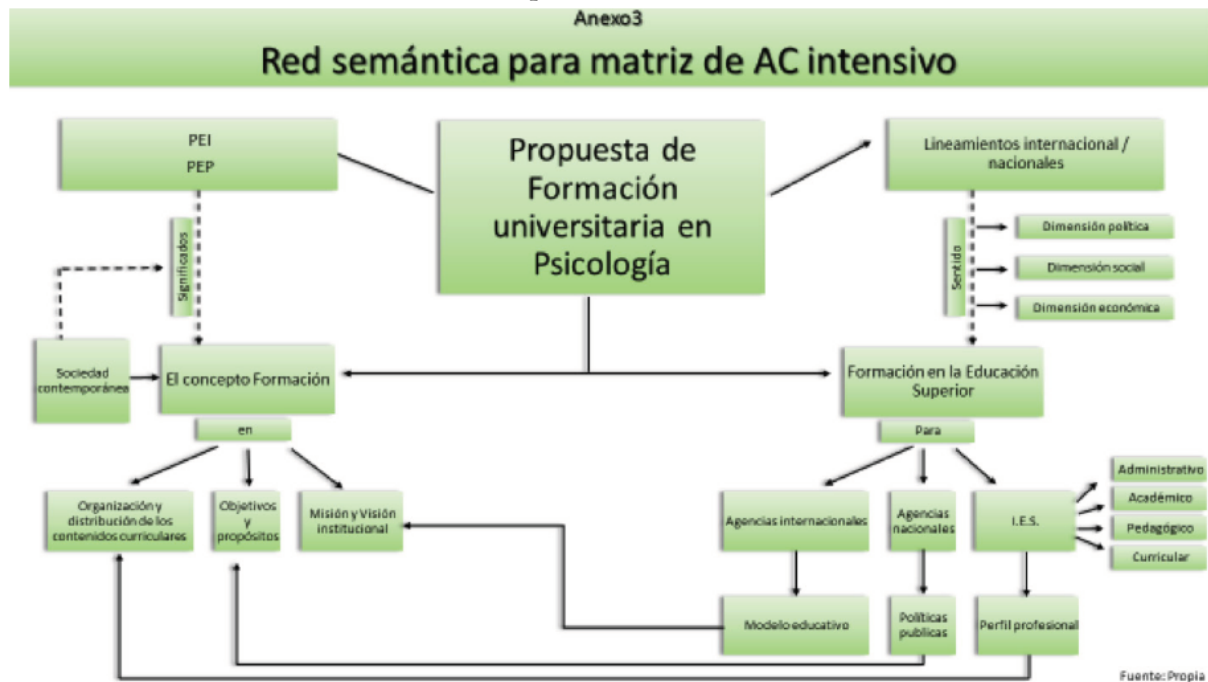 Anexo3
Red semántica para matriz de AC intensivo
PEI
PEP
Propuesta de
Formación
universitaria en
Psicología
Lineamientos internacional /
nacionales
Significados
Sentido
Dimensión política
Dimensión social
Dimensión económica
Sociedad
contemporánea
El concepto Formación
Formación en la Educación
Superior
en
Para
Organización y
distribución de los
contenidos curriculares
Objetivos
y
propósitos
Misión y Visión
institucional
Agencias internacionales
Agencias
nacionales
I.E.S.
Administrativo
Académico
Pedagógico
Curricular
Modelo educativo
Políticas
publicas
Perfil profesional
Fuente: Propia